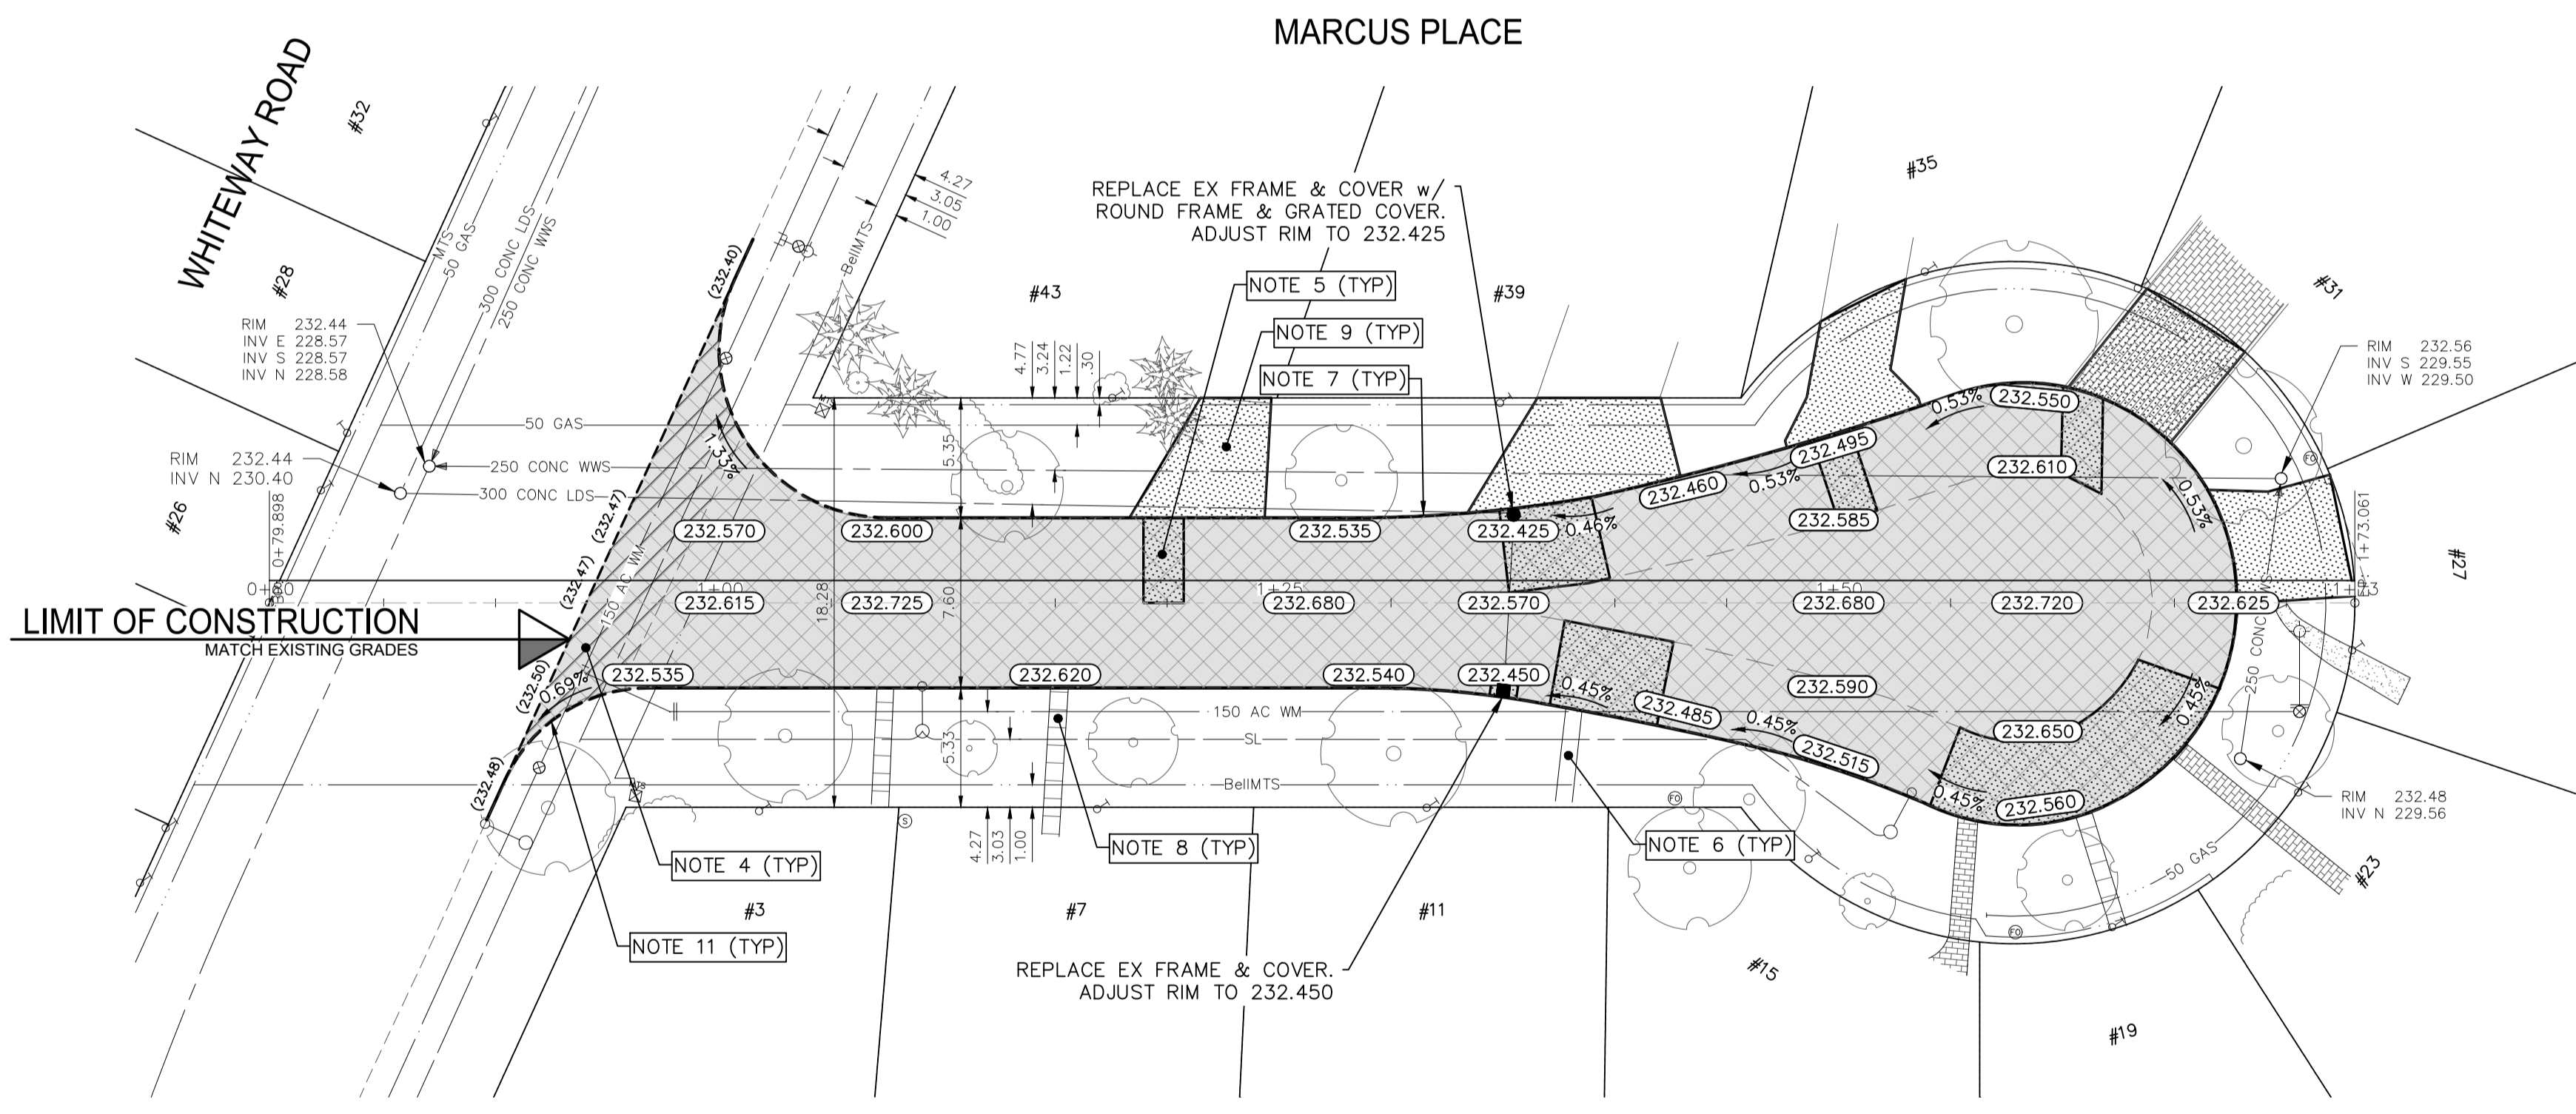 MARCUS PLACE
WHITEWAY ROAD
#32
#28
#26
MTS
50 GAS
300 CONC LDS
250 CONC WWS
RIM 232.44
INV E 228.57
INV S 228.57
INV N 228.58
RIM 232.44
INV N 230.40
50 GAS
250 CONC WWS
300 CONC LDS
(232.40)
(232.47)
(232.47)
(232.50)
(232.48)
BellMTS
4.27
3.05
1.00
#43
#39
#35
#31
#27
REPLACE EX FRAME & COVER w/
ROUND FRAME & GRATED COVER.
ADJUST RIM TO 232.425
NOTE 5 (TYP)
NOTE 9 (TYP)
NOTE 7 (TYP)
4.77
3.24
1.22
.30
5.35
18.28
7.60
5.33
RIM 232.56
INV S 229.55
INV W 229.50
1.33%
0.53%
232.550
232.495
0.53%
232.460
232.610
0.53%
232.570
232.600
232.535
232.425
0.46%
232.585
0+79.898
1+00
1+25
1+50
1+73.061
150 AC WM
232.615
232.725
232.680
232.570
232.680
232.720
232.625
LIMIT OF CONSTRUCTION
MATCH EXISTING GRADES
0.69%
232.535
232.620
232.540
232.450
0.45%
232.485
232.590
0.45%
232.515
232.650
0.45%
0.45%
232.560
150 AC WM
SL
BellMTS
4.27
3.03
1.00
FO
FO
FO
S
50 GAS
RIM 232.48
INV N 229.56
NOTE 4 (TYP)
NOTE 8 (TYP)
NOTE 6 (TYP)
NOTE 11 (TYP)
#3
#7
#11
#15
#19
#23
REPLACE EX FRAME & COVER.
ADJUST RIM TO 232.450